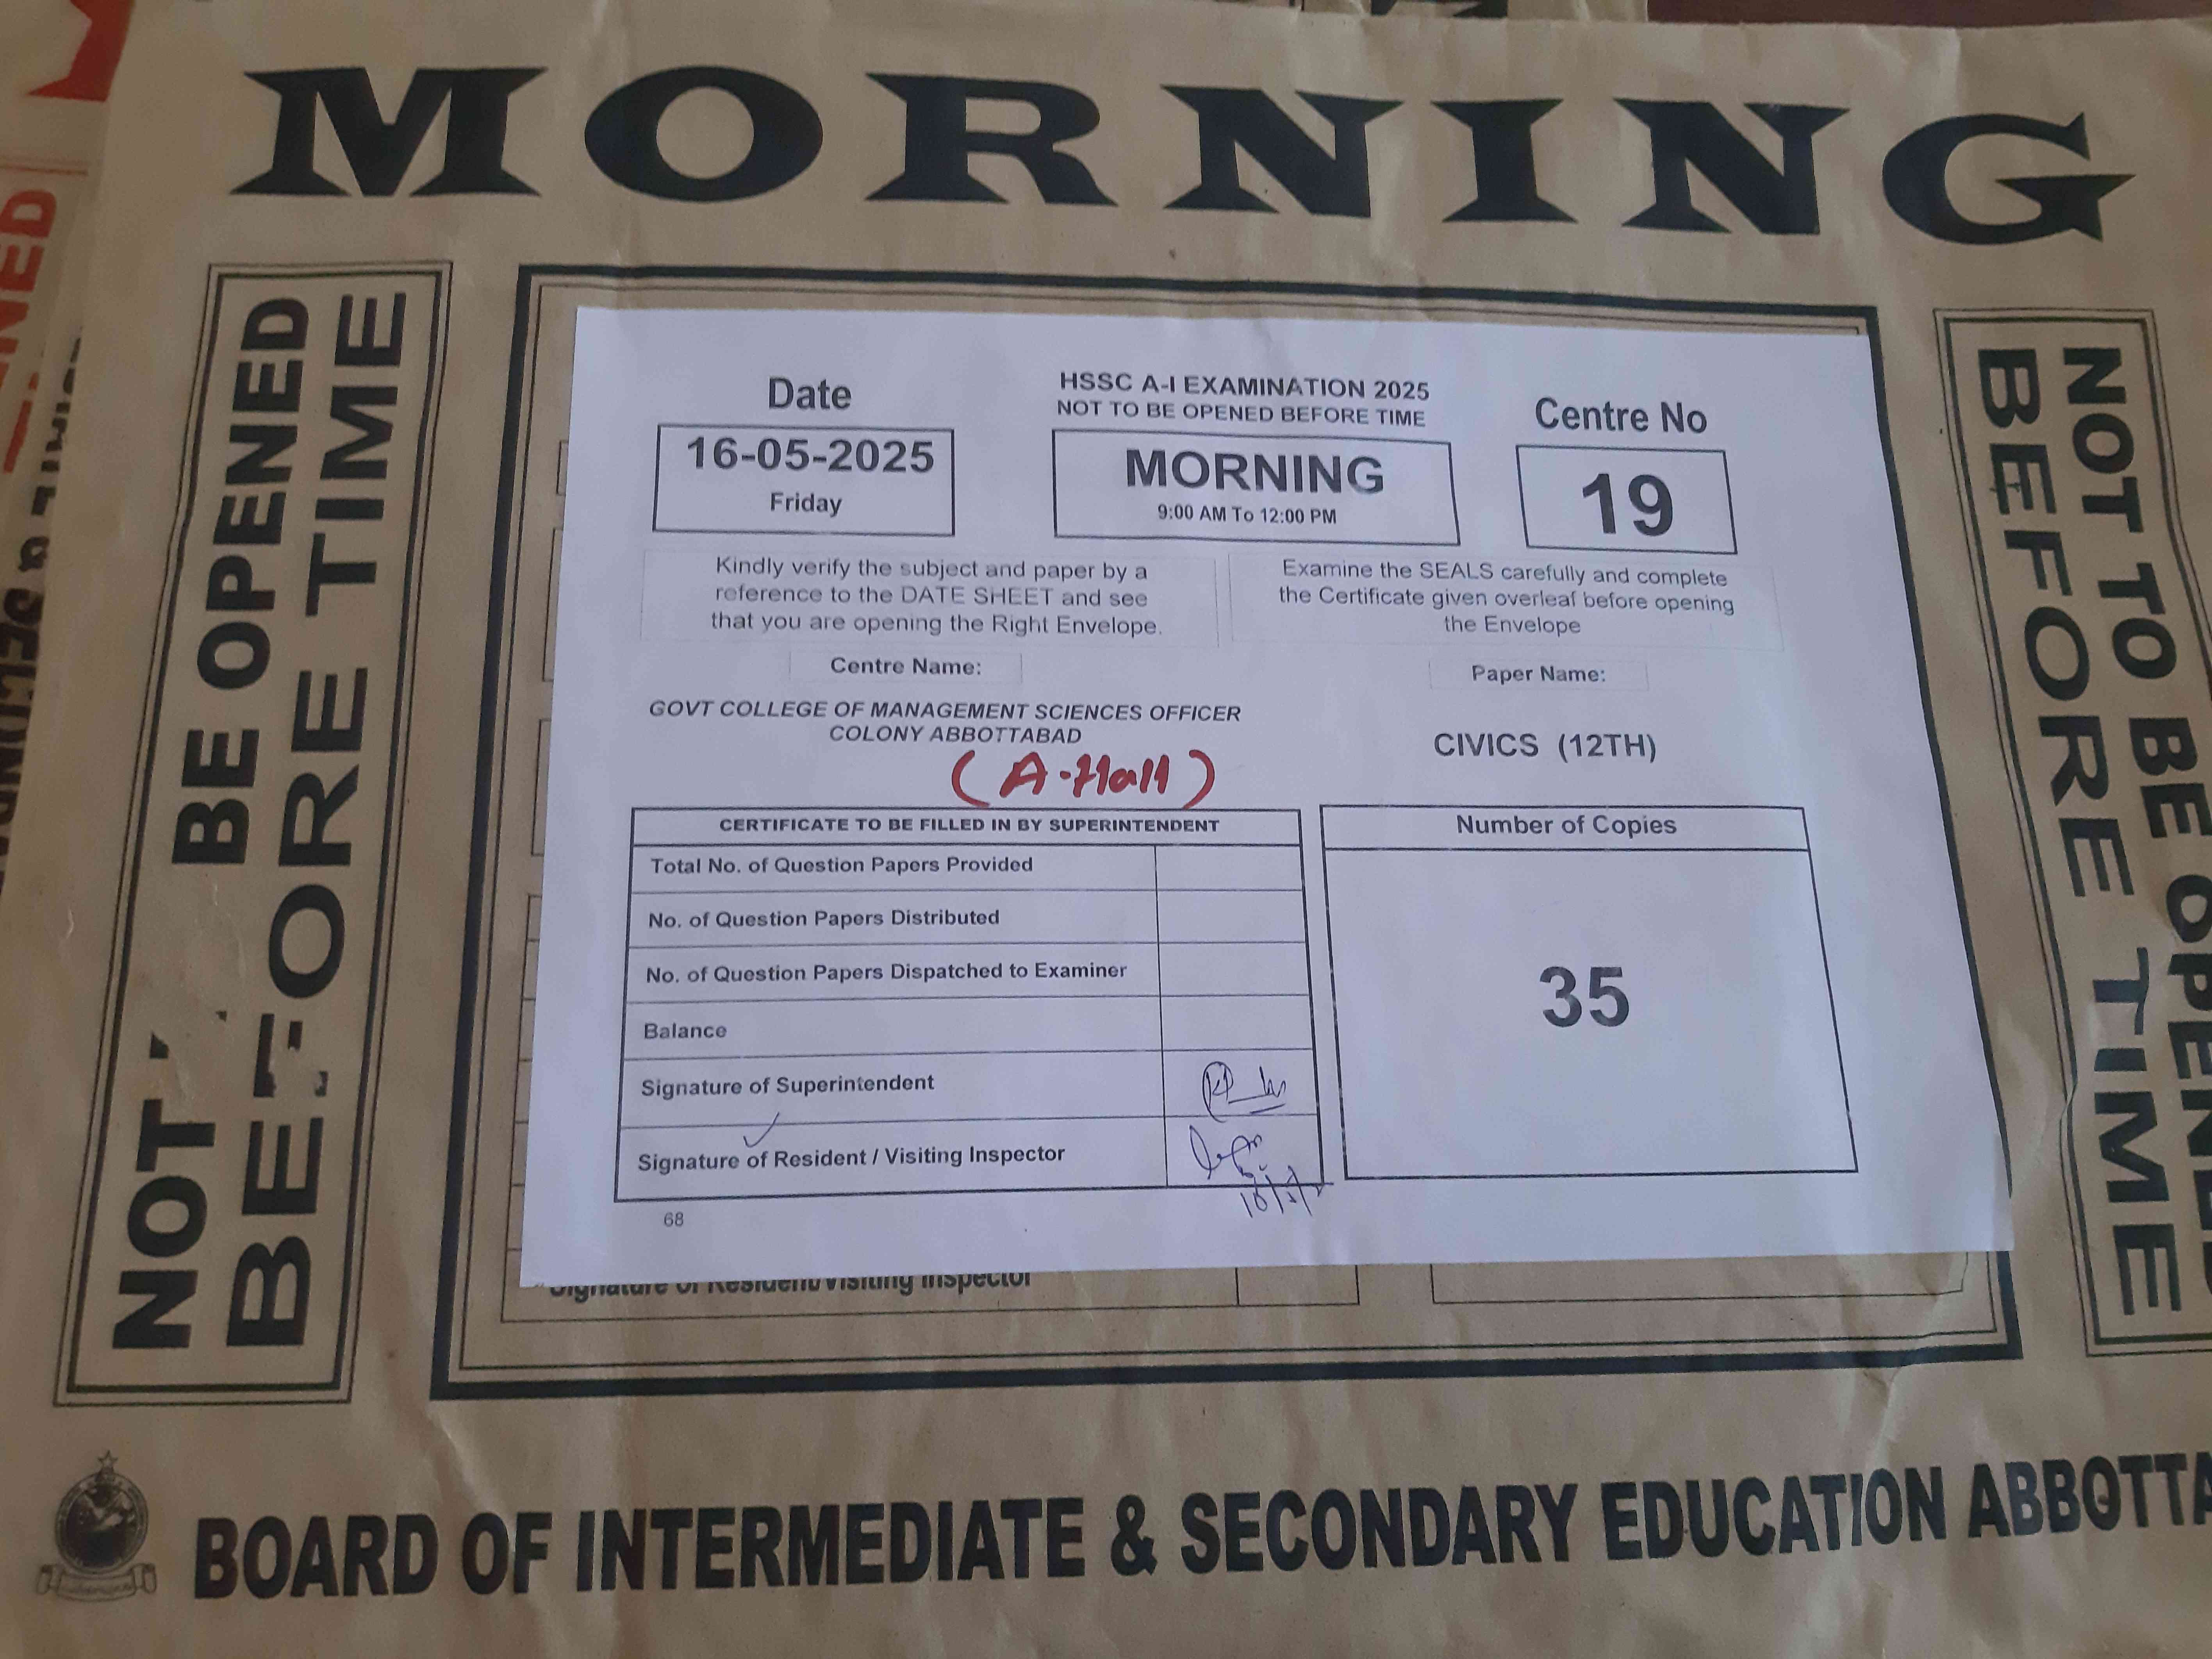 MORNING
NOT BE OPENED
BEFORE TIME
NOT TO BE OPENED
BEFORE TIME
Date
16-05-2025
Friday
HSSC A-I EXAMINATION 2025
NOT TO BE OPENED BEFORE TIME
MORNING
9:00 AM To 12:00 PM
Centre No
19
Kindly verify the subject and paper by a
reference to the DATE SHEET and see
that you are opening the Right Envelope.
Examine the SEALS carefully and complete
the Certificate given overleaf before opening
the Envelope
Centre Name:
GOVT COLLEGE OF MANAGEMENT SCIENCES OFFICER
COLONY ABBOTTABAD
(A-Hall)
Paper Name:
CIVICS (12TH)
CERTIFICATE TO BE FILLED IN BY SUPERINTENDENT
Total No. of Question Papers Provided
No. of Question Papers Distributed
No. of Question Papers Dispatched to Examiner
Balance
Signature of Superintendent
Signature of Resident / Visiting Inspector
Number of Copies
35
68
Signature of Resident/Visiting Inspector
BOARD OF INTERMEDIATE & SECONDARY EDUCATION ABBOTTA